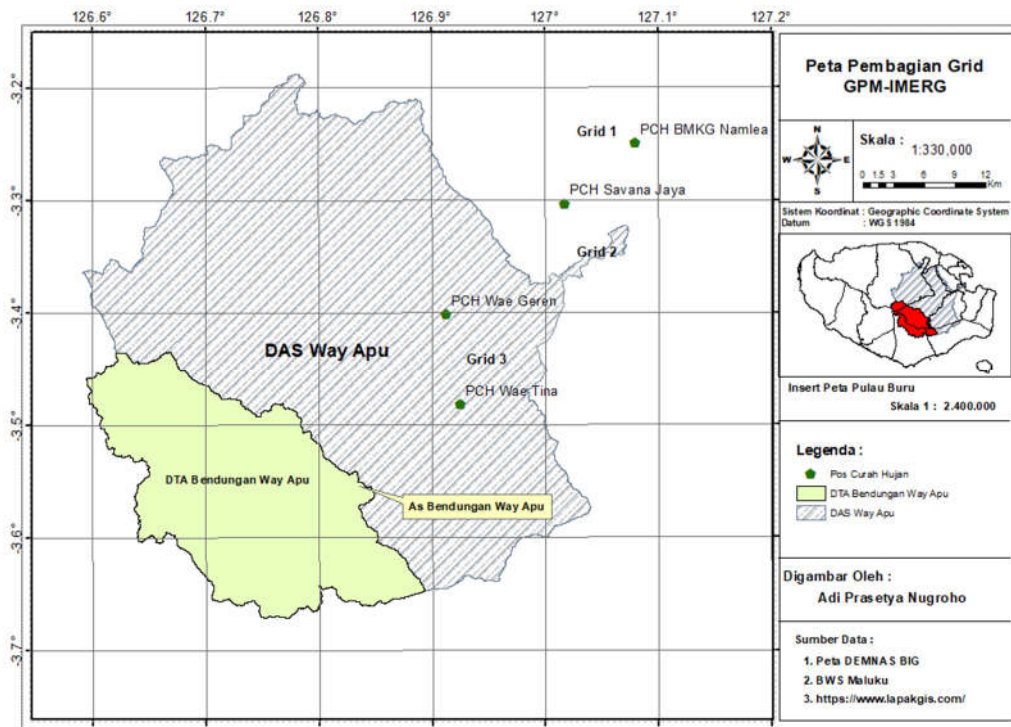 126.6° 126.7° 126.8° 126.9° 127° 127.1° 127.2°
-3.2°
-3.3°
-3.4°
-3.5°
-3.6°
-3.7°
Grid 1
PCH BMKG Namlea
PCH Savana Jaya
Grid 2
PCH Wae Geren
DAS Way Apu
Grid 3
PCH Wae Tina
DTA Bendungan Way Apu
As Bendungan Way Apu
Peta Pembagian Grid
GPM-IMERG
N
W E
S
Skala :
1:330,000
0 1.5 3 6 9 12
Km
Sistem Koordinat : Geographic Coordinate System
Datum : WGS 1984
Insert Peta Pulau Buru
Skala 1 : 2.400.000
Legenda :
Pos Curah Hujan
DTA Bendungan Way Apu
DAS Way Apu
Digambar Oleh :
Adi Prasetya Nugroho
Sumber Data :
1. Peta DEMNAS BIG
2. BWS Maluku
3. https://www.lapakgis.com/